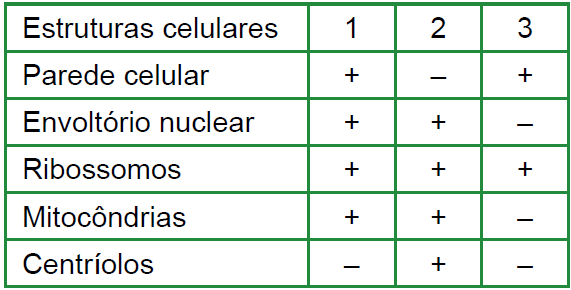 Estruturas celulares 1 2 3
Parede celular + – +
Envoltório nuclear + + –
Ribossomos + + +
Mitocôndrias + + –
Centríolos – + –